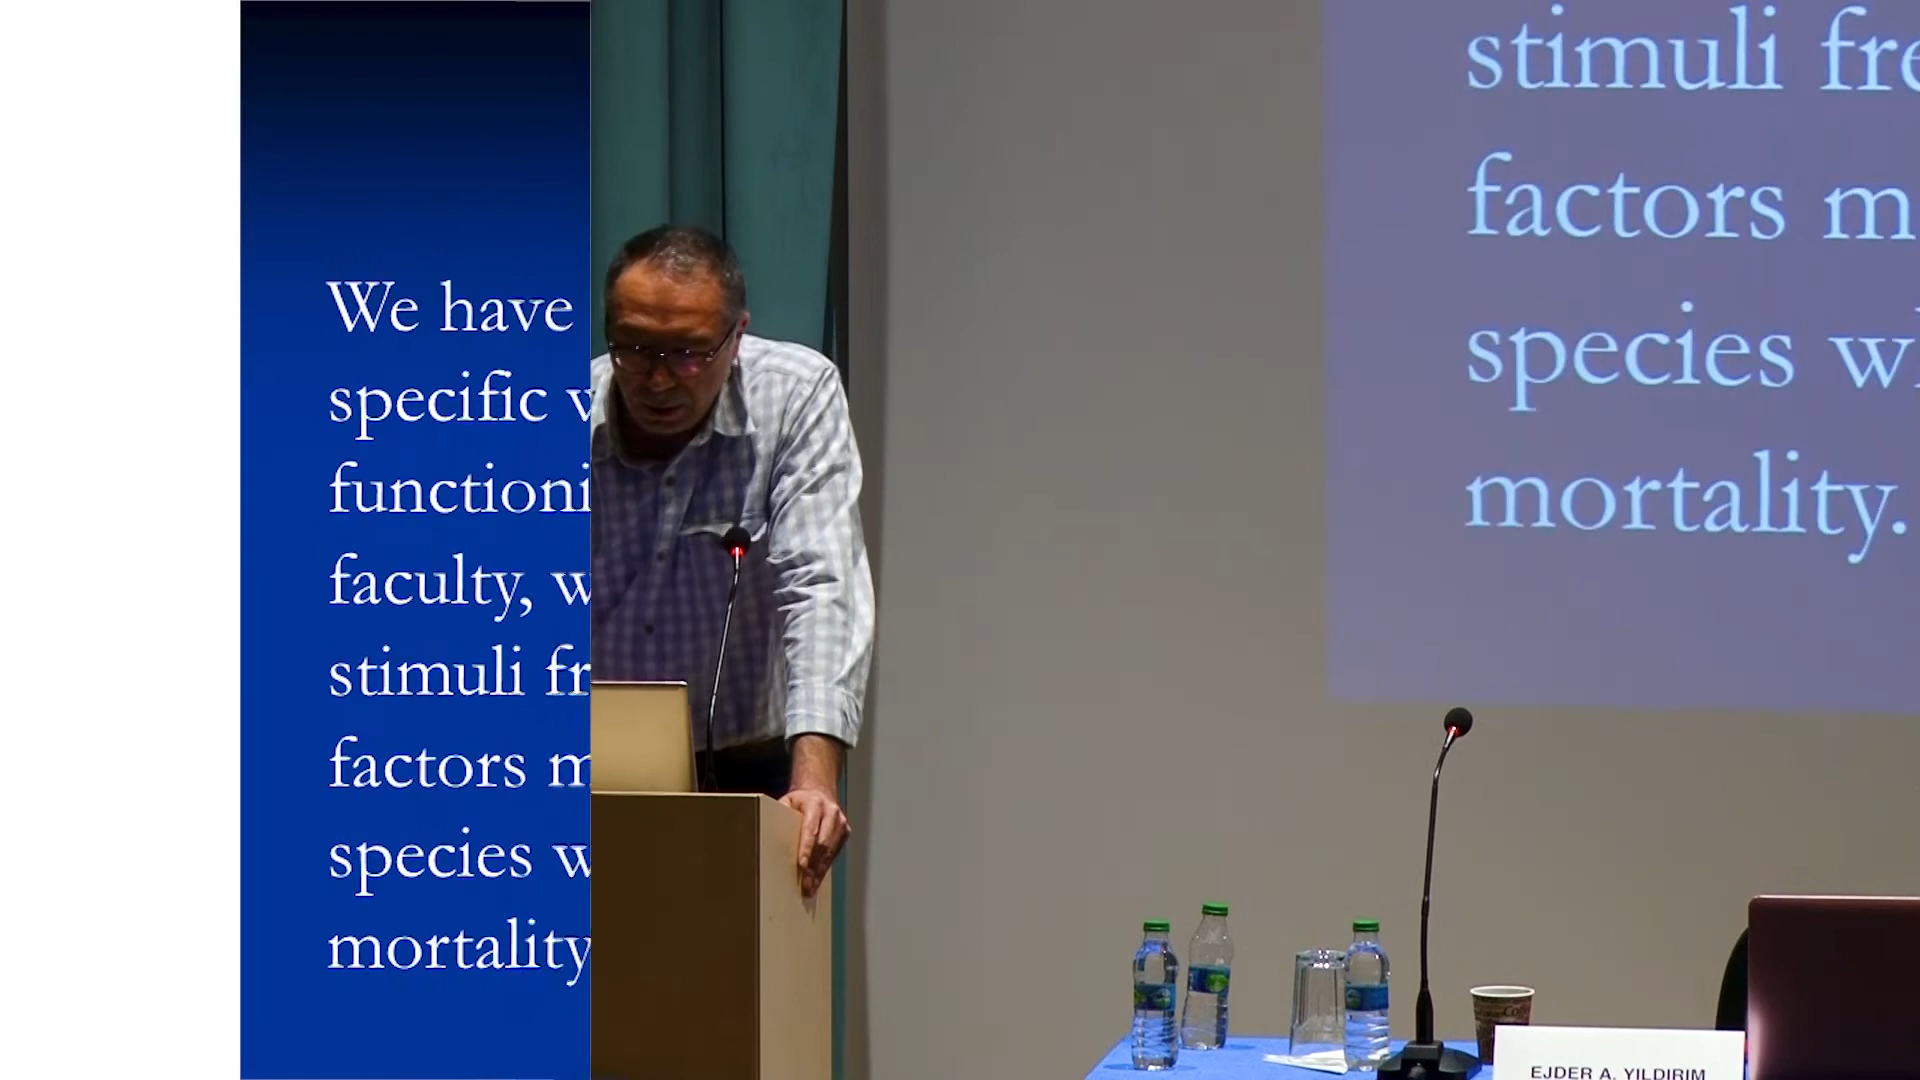 We have
specific
functioni
faculty,
stimuli fr
factors m
species w
mortality
stimuli fre
factors m
species w
mortality.
EJDER A. YILDIRIM